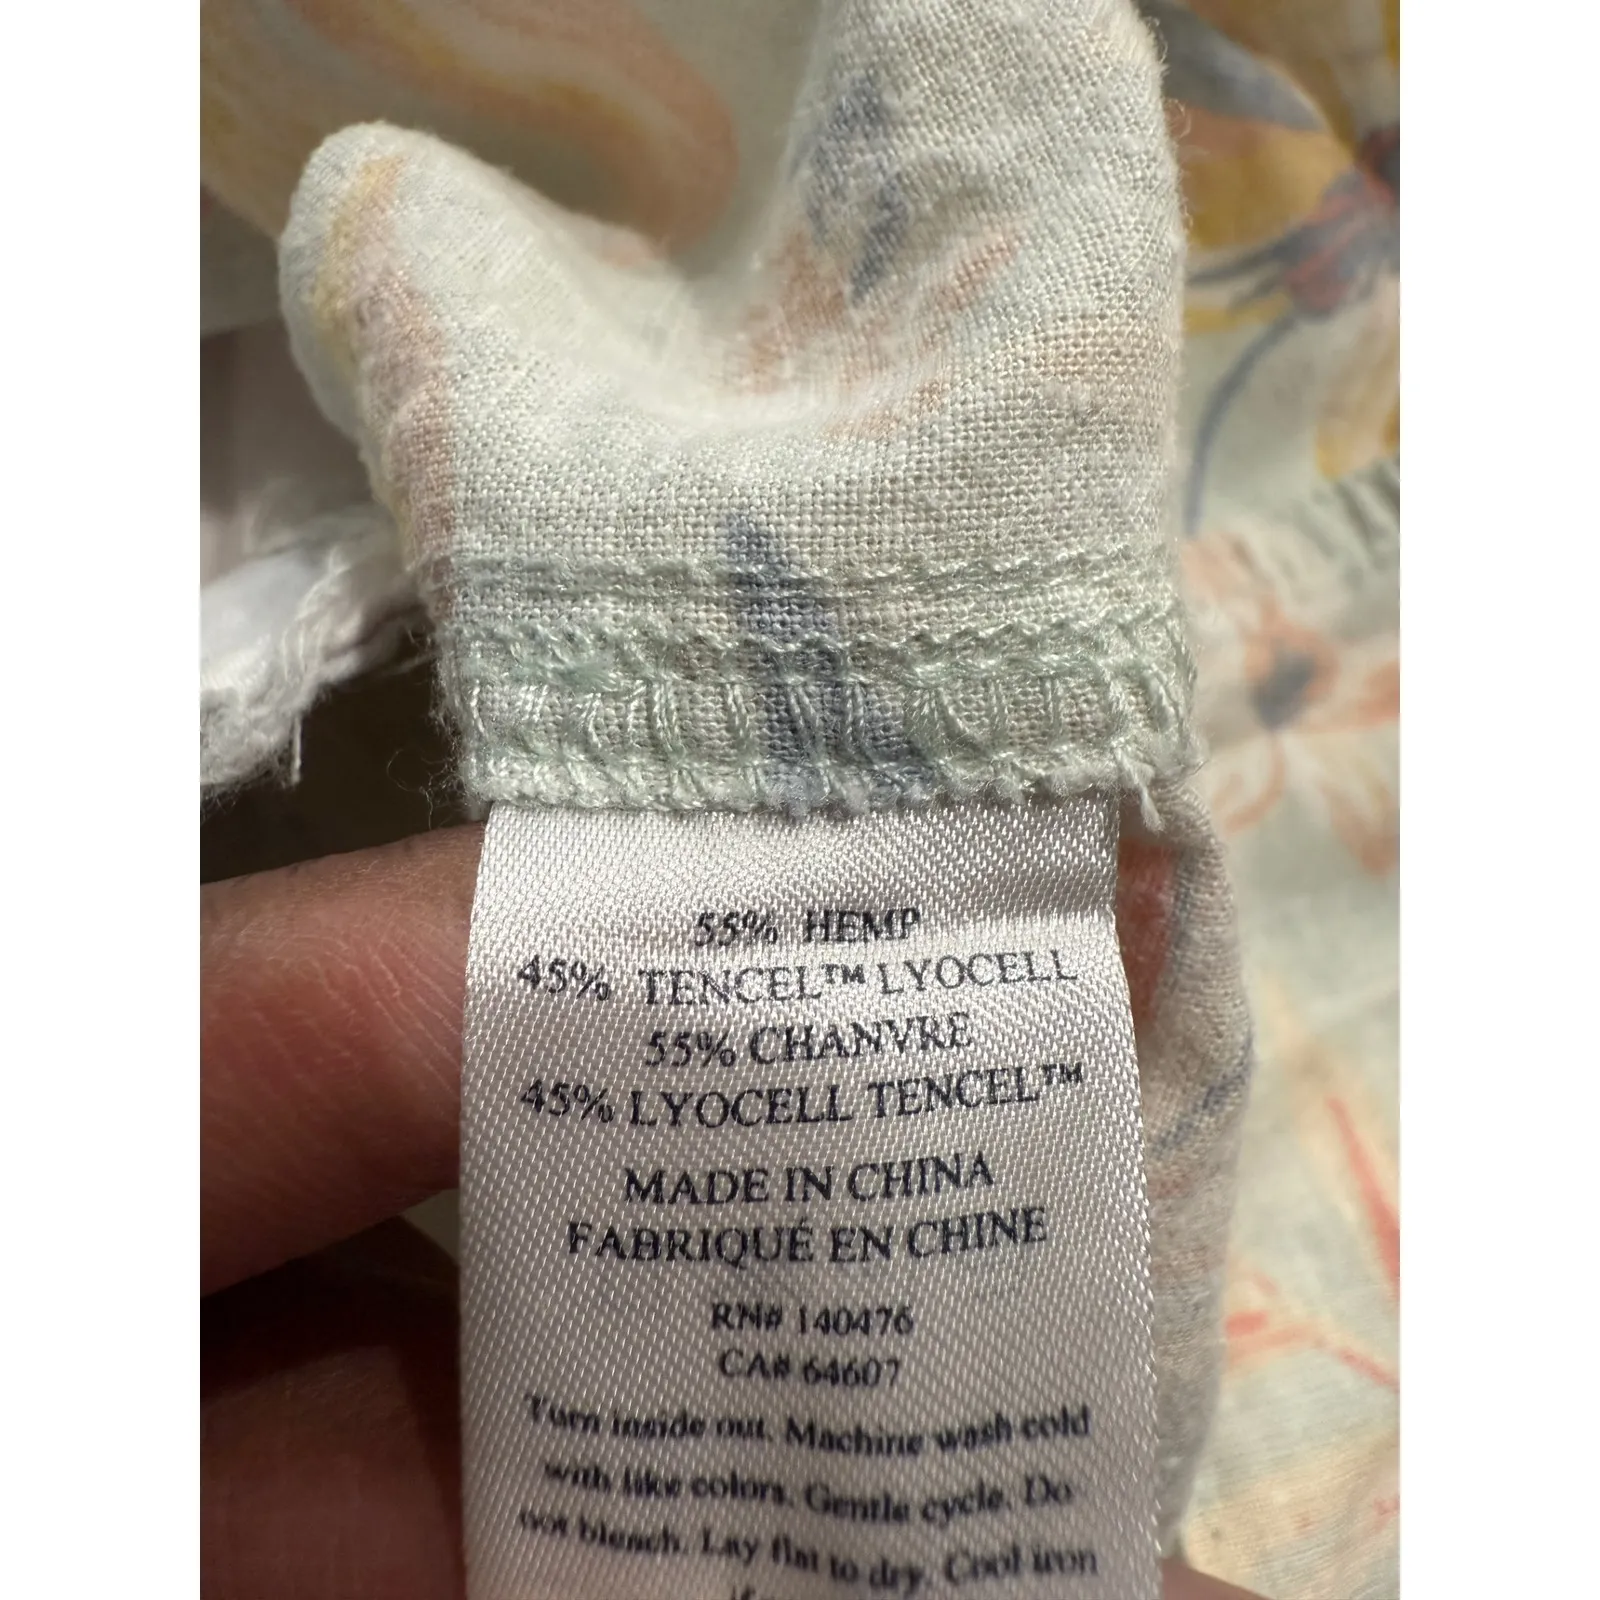 55% HEMP
45% TENCEL™ LYOCELL
55% CHANVRE
45% LYOCELL TENCEL™
MADE IN CHINA
FABRIQUÉ EN CHINE
RN# 140476
CA# 64607
Turn inside out. Machine wash cold
with like colors. Gentle cycle. Do
not bleach. Lay flat to dry. Cool iron